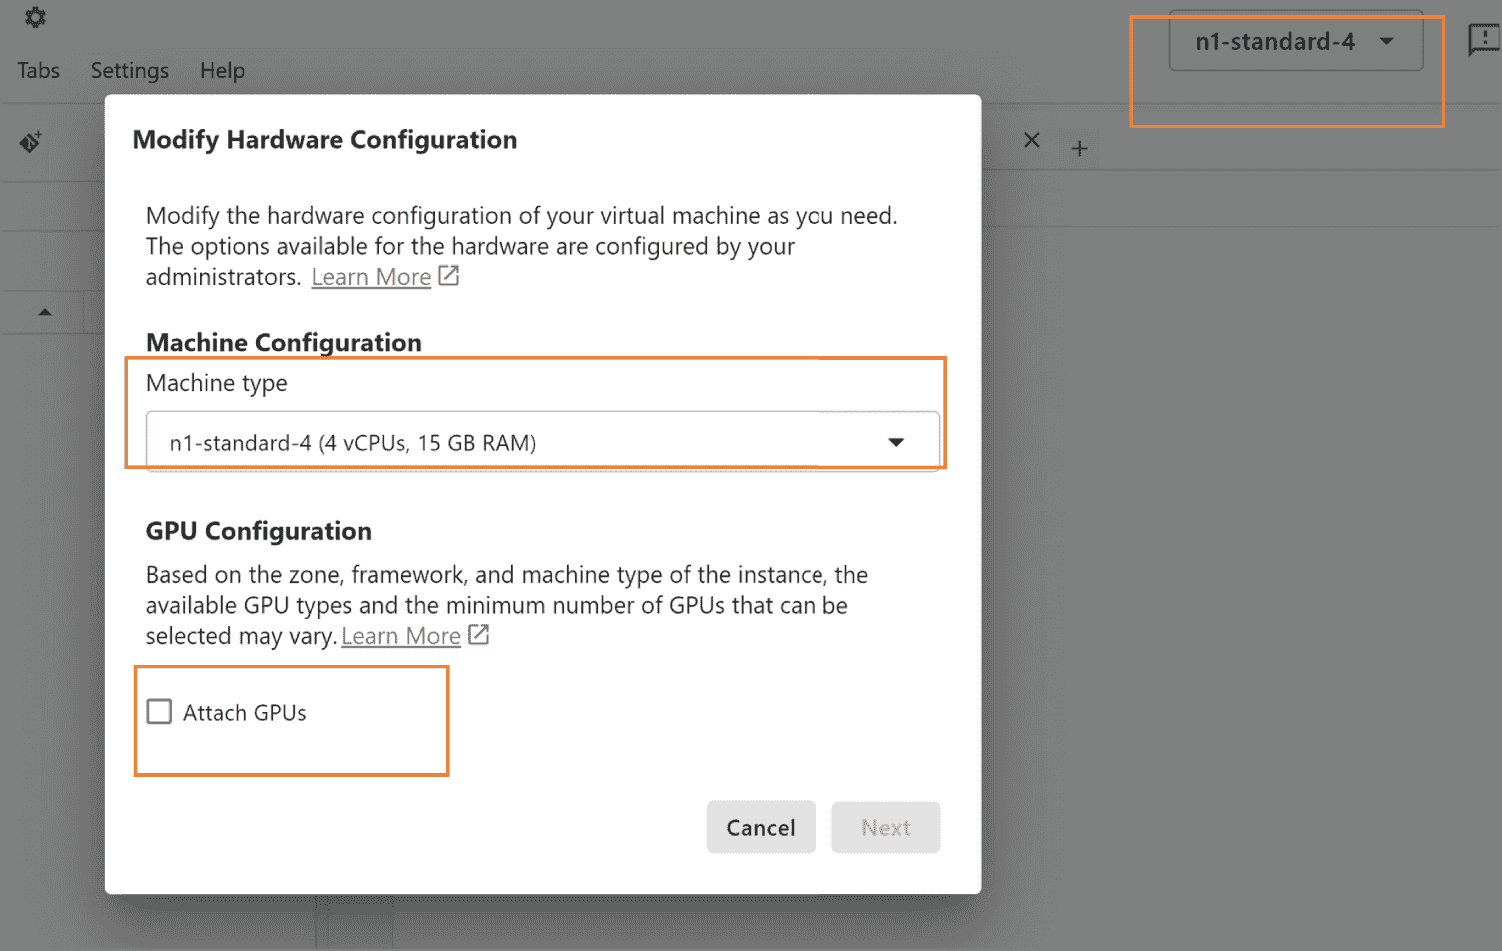 n1-standard-4
Tabs Settings Help
Modify Hardware Configuration
Modify the hardware configuration of your virtual machine as you need.
The options available for the hardware are configured by your
administrators. Learn More
Machine Configuration
Machine type
n1-standard-4 (4 vCPUs, 15 GB RAM)
GPU Configuration
Based on the zone, framework, and machine type of the instance, the
available GPU types and the minimum number of GPUs that can be
selected may vary. Learn More
Attach GPUs
Cancel Next